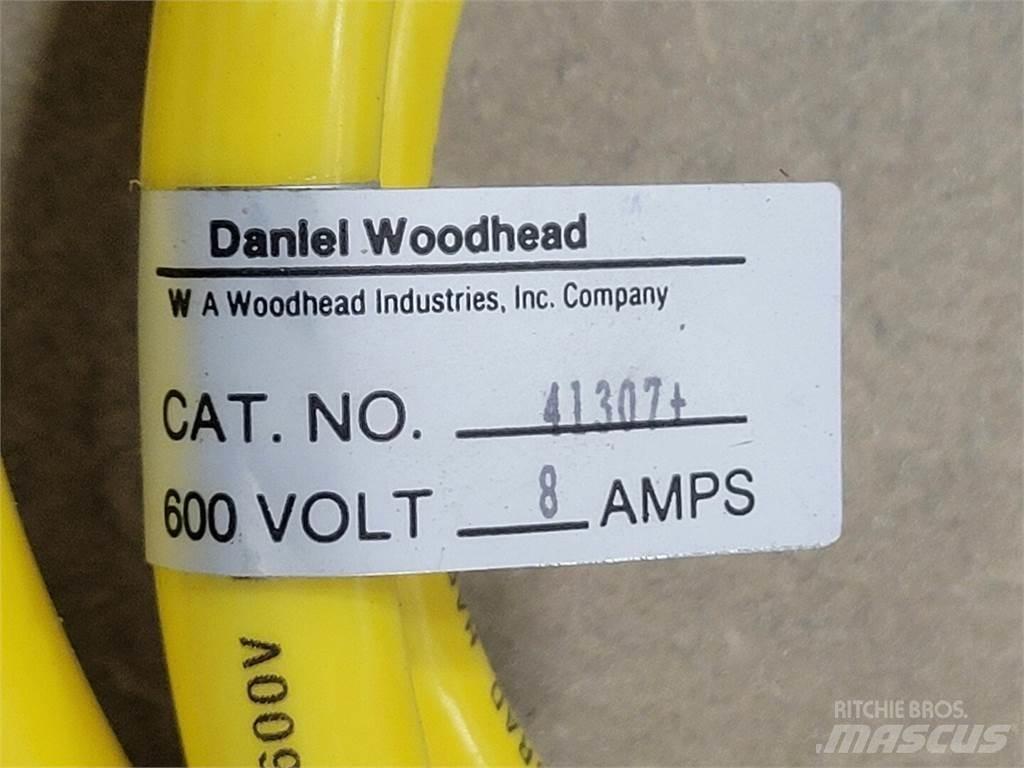 Daniel Woodhead
W A Woodhead Industries, Inc. Company
CAT. NO. 41307+
600 VOLT 8 AMPS
600V
RITCHIE BROS.
MASCUS